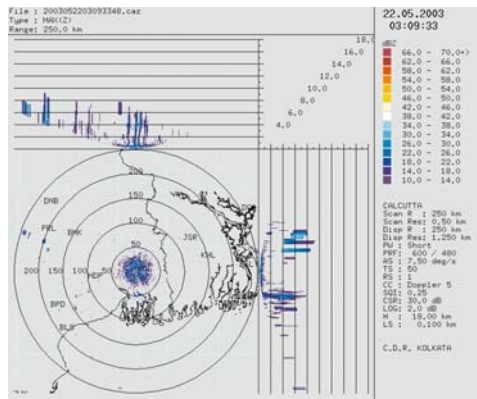 File : 2003052203093348.caz
Type : MAX(Z)
Range: 250.0 km
18.0
16.0
14.0
12.0
10.0
8.0
6.0
4.0
200
150
100
50
DNB
PRL
BMK
JSR
KHL
200 150 100 50
HDP
BPD
BLS
22.05.2003
03:09:33
dBZ
66.0 - 70.0+>
62.0 - 66.0
58.0 - 62.0
54.0 - 58.0
50.0 - 54.0
46.0 - 50.0
42.0 - 46.0
38.0 - 42.0
34.0 - 38.0
30.0 - 34.0
26.0 - 30.0
22.0 - 26.0
18.0 - 22.0
14.0 - 18.0
10.0 - 14.0
CALCUTTA
Scan R : 250 km
Scan Res: 0.50 km
Disp R : 250 km
Disp Res: 1.250 km
PW : Short
PRF: 600 / 480
AS : 7.50 deg/s
TS : 50
RS : 1
CC : Doppler 5
SQI: 0.25
CSR: 30.0 dB
LOG: 2.0 dB
H : 18.00 km
LS : 0.100 km
C.D.R. KOLKATA